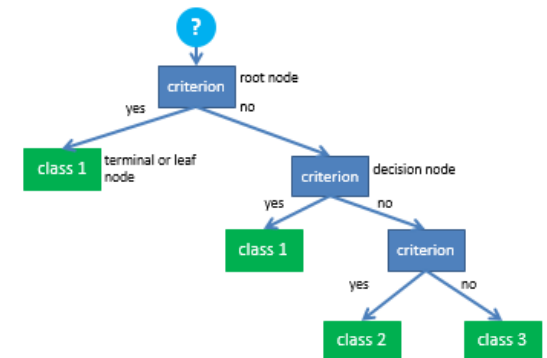 ?
criterion
root node
yes
no
class 1
terminal or leaf
node
criterion
decision node
yes
no
class 1
criterion
yes
no
class 2
class 3